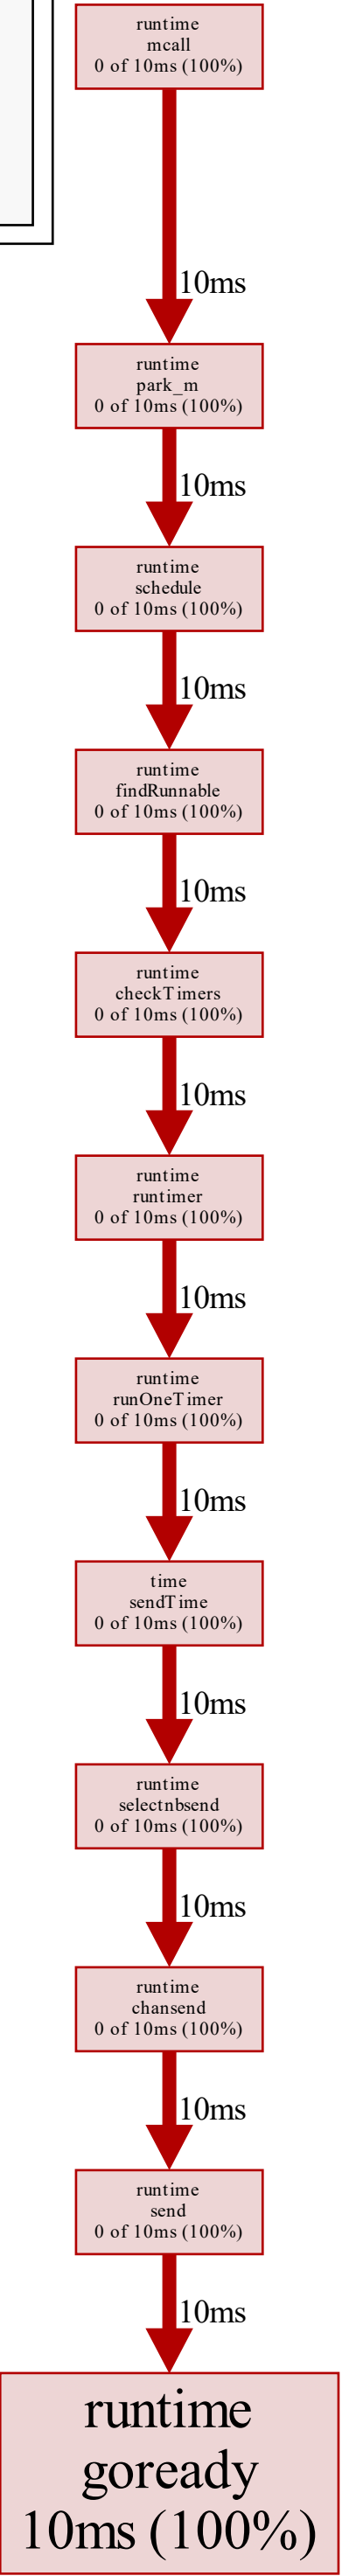 runtime
mcall
0 of 10ms (100%)
10ms
runtime
park_m
0 of 10ms (100%)
10ms
runtime
schedule
0 of 10ms (100%)
10ms
runtime
findRunnable
0 of 10ms (100%)
10ms
runtime
checkTimers
0 of 10ms (100%)
10ms
runtime
runtimer
0 of 10ms (100%)
10ms
runtime
runOneTimer
0 of 10ms (100%)
10ms
time
sendTime
0 of 10ms (100%)
10ms
runtime
selectnbsend
0 of 10ms (100%)
10ms
runtime
chansend
0 of 10ms (100%)
10ms
runtime
send
0 of 10ms (100%)
10ms
runtime
goready
10ms (100%)